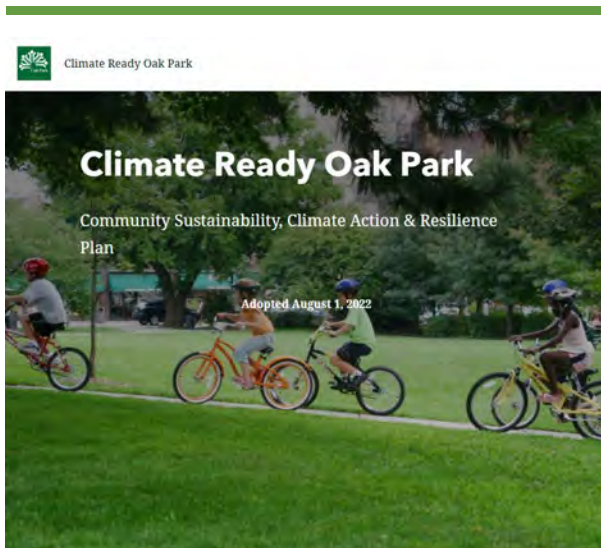 Climate Ready Oak Park
Climate Ready Oak Park
Community Sustainability, Climate Action & Resilience
Plan
Adopted August 1, 2022